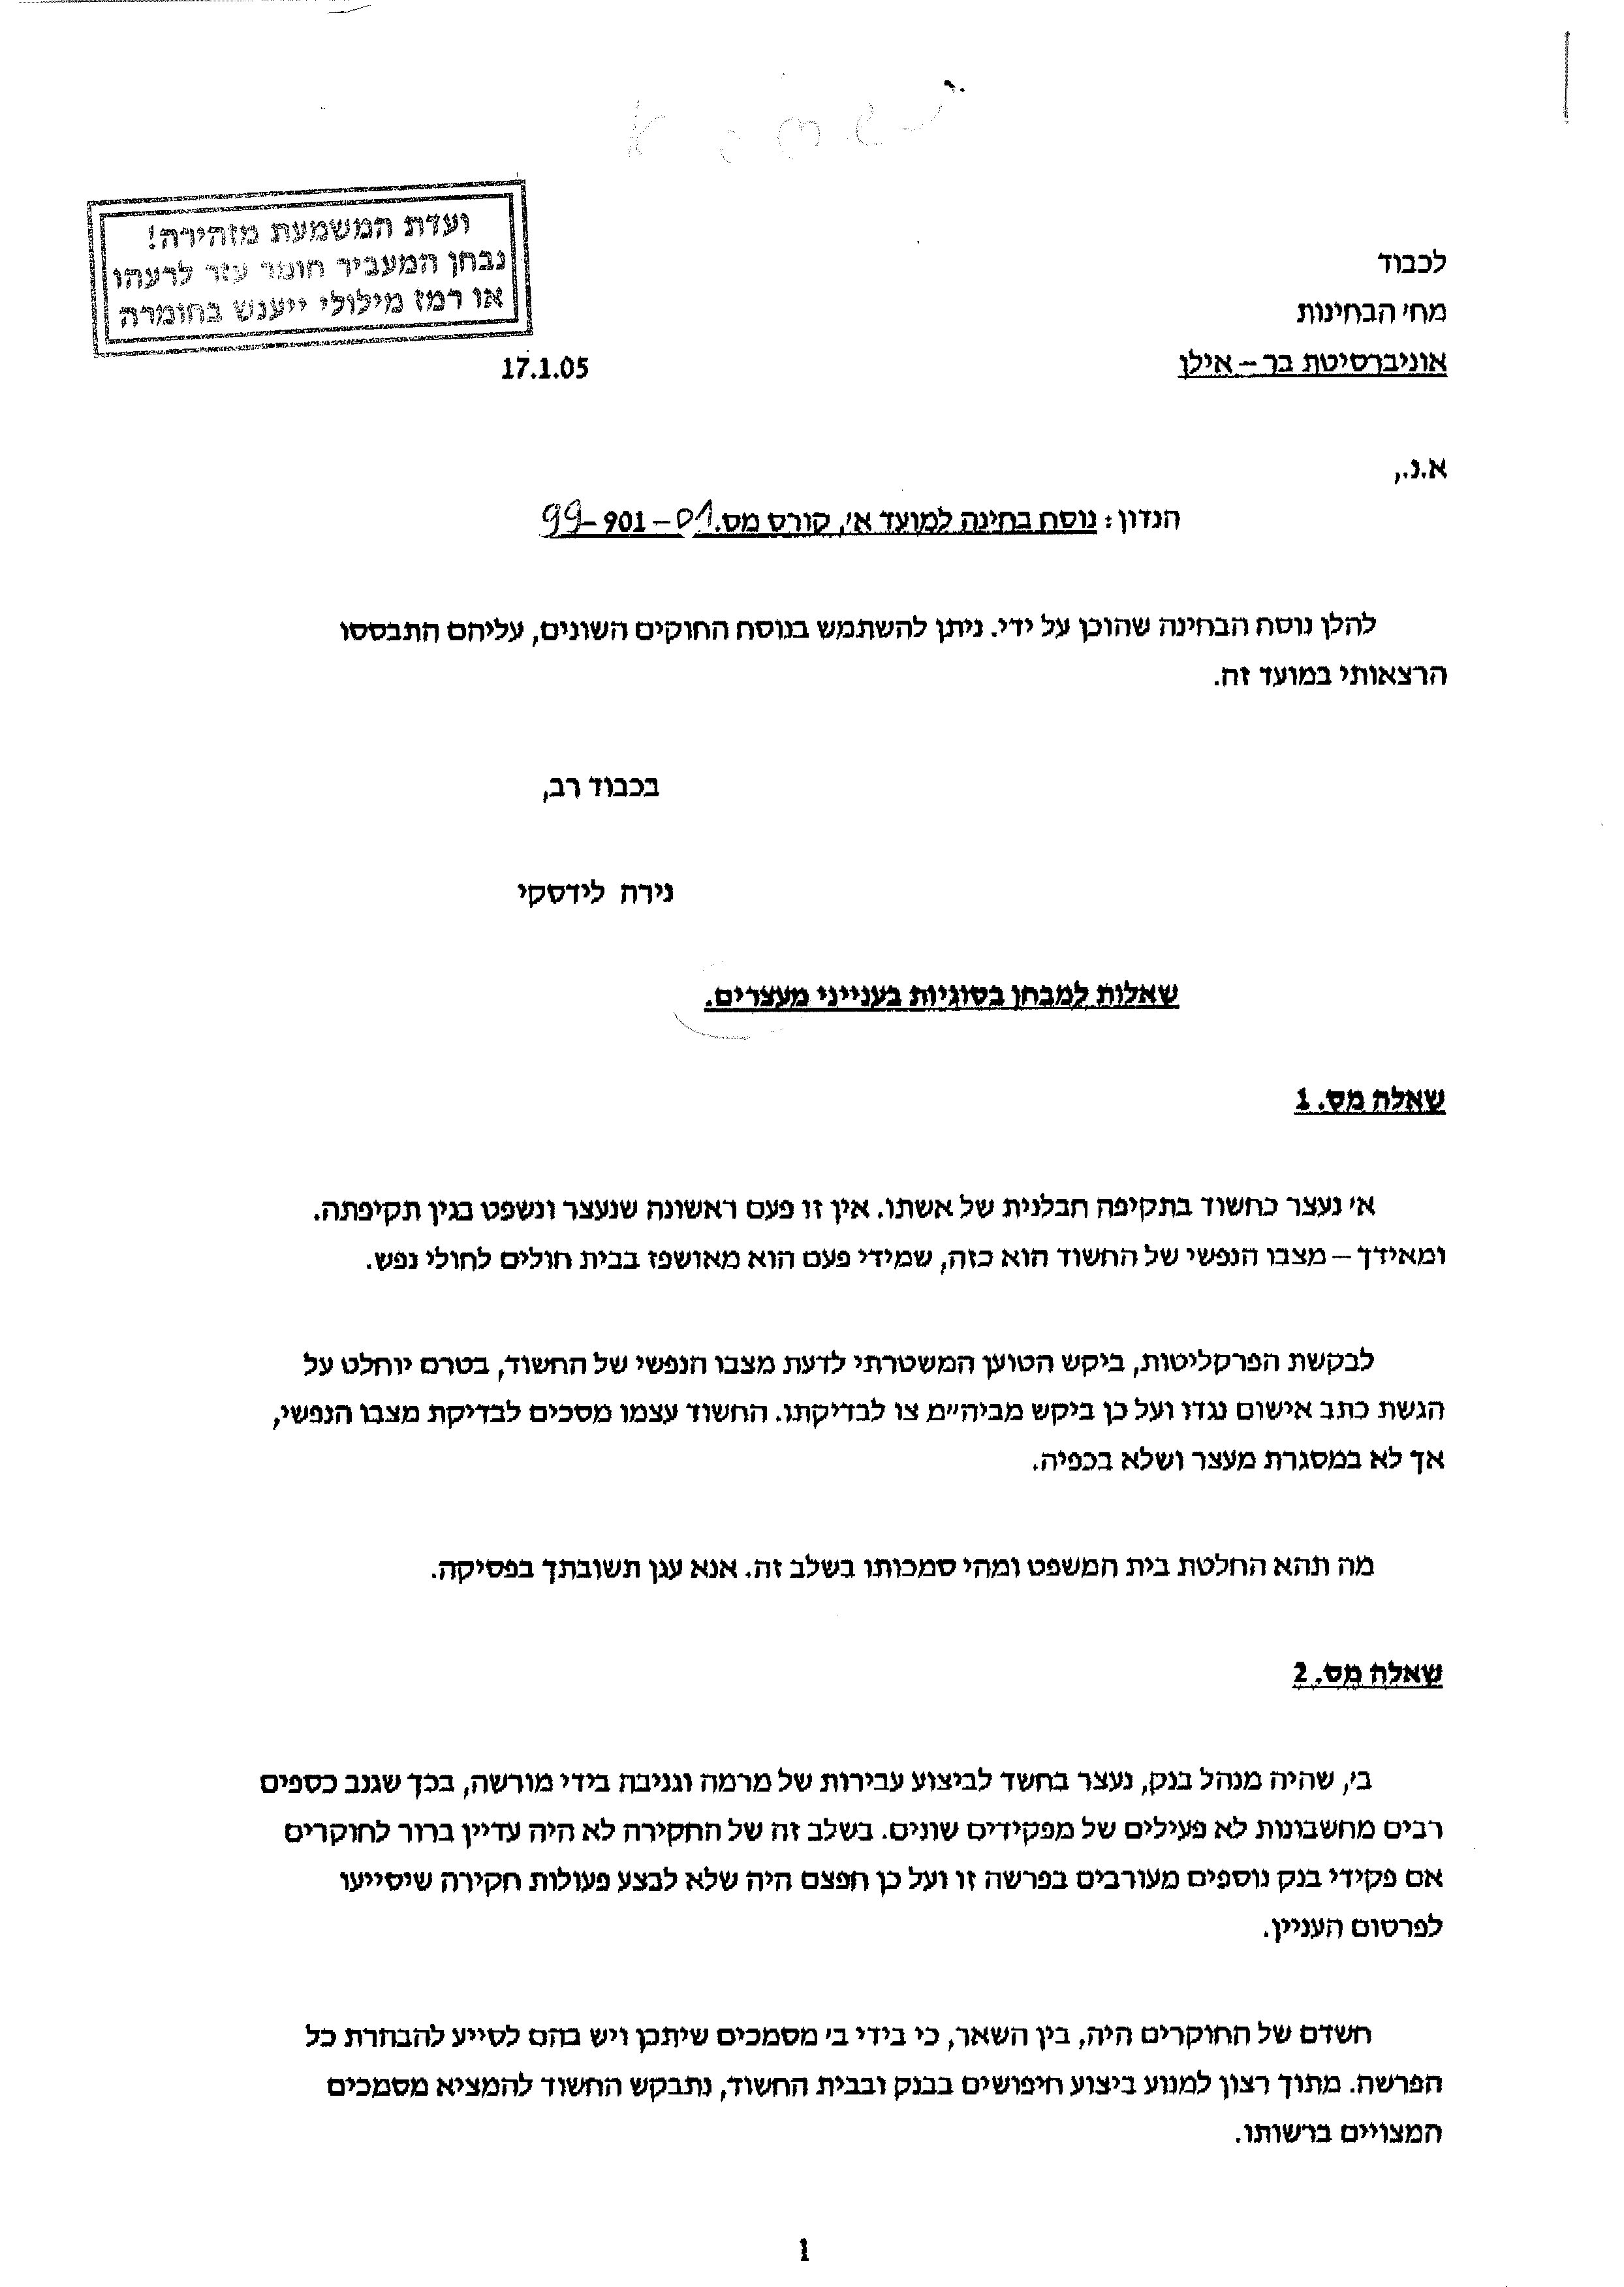 ועדת המשמעת מזהירה!
נבחן המעביר חומר עזר לרעהו
או רמז מילולי ייענש בחומרה
לכבוד
מח׳ הבחינות
אוניברסיטת בר – אילן
17.1.05
א.נ.,
הנדון: נוסח בחינה למועד א׳, קורס מס. 99-901-01
להלן נוסח הבחינה שהוכן על ידי. ניתן להשתמש בנוסח החוקים השונים, עליהם התבססו
הרצאותי במועד זה.
בכבוד רב,
נירה לידסקי
שאלות למבחן בסוגיות בענייני מעצרים.
שאלה מס. 1
א׳ נעצר כחשוד בתקיפה חבלנית של אשתו. אין זו פעם ראשונה שנעצר ונשפט בגין תקיפתה.
ומאידך – מצבו הנפשי של החשוד הוא כזה, שמידי פעם הוא מאושפז בבית חולים לחולי נפש.
לבקשת הפרקליטות, ביקש הטוען המשטרתי לדעת מצבו הנפשי של החשוד, בטרם יוחלט על
הגשת כתב אישום נגדו ועל כן ביקש מביה״מ צו לבדיקתו. החשוד עצמו מסכים לבדיקת מצבו הנפשי,
אך לא במסגרת מעצר ושלא בכפיה.
מה תהא החלטת בית המשפט ומהי סמכותו בשלב זה. אנא עגן תשובתך בפסיקה.
שאלה מס. 2
ב׳, שהיה מנהל בנק, נעצר בחשד לביצוע עבירות של מרמה וגניבה בידי מורשה, בכך שגנב כספים
רבים מחשבונות לא פעילים של מפקידים שונים. בשלב זה של החקירה לא היה עדיין ברור לחוקרים
אם פקידי בנק נוספים מעורבים בפרשה זו ועל כן חפצם היה שלא לבצע פעולות חקירה שיסייעו
לפרסום העניין.
חשדם של החוקרים היה, בין השאר, כי בידי ב׳ מסמכים שיתכן ויש בהם לסייע להבהרת כל
הפרשה. מתוך רצון למנוע ביצוע חיפושים בבנק ובבית החשוד, נתבקש החשוד להמציא מסמכים
המצויים ברשותו.
1